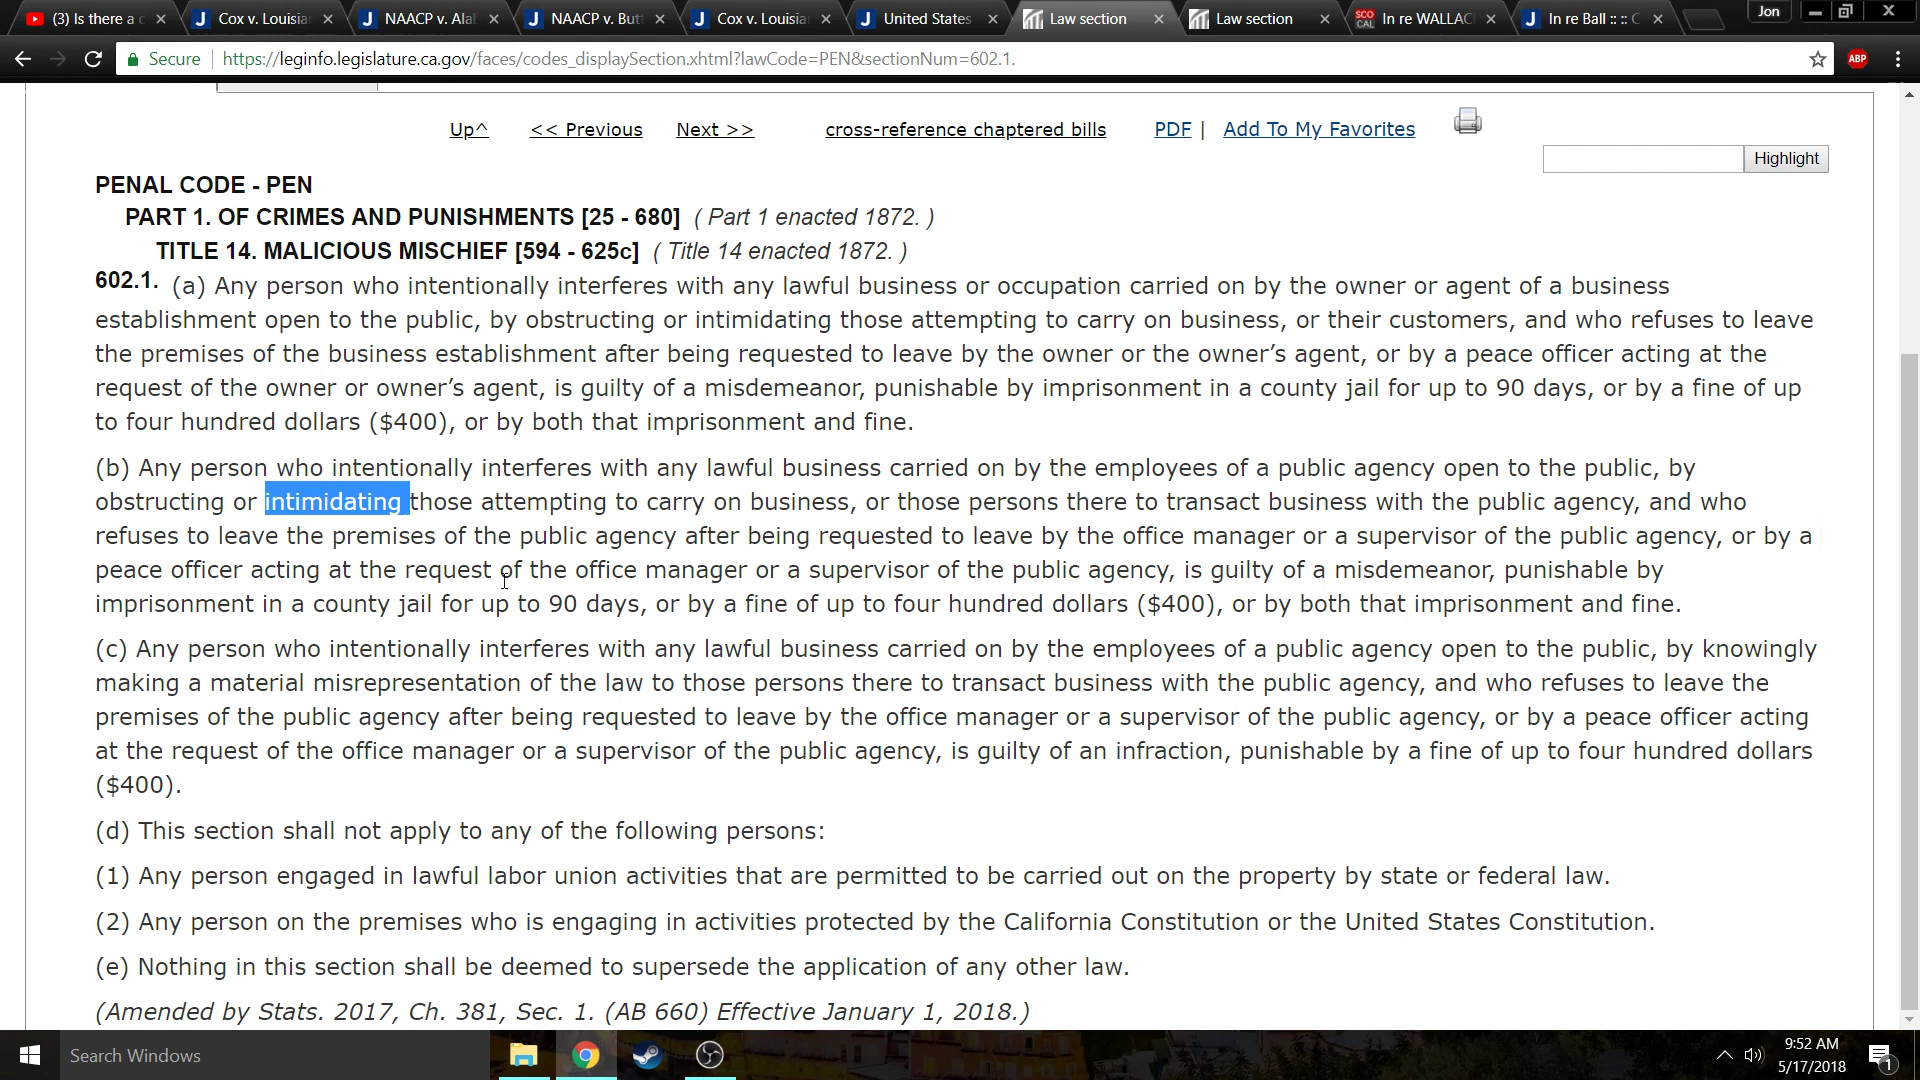 (3) Is there a c
Cox v. Louisian
NAACP v. Alab
NAACP v. Butt
Cox v. Louisian
United States
Law section
Law section
In re WALLAC
In re Ball :: :: C
Jon
Secure
https://leginfo.legislature.ca.gov/faces/codes_displaySection.xhtml?lawCode=PEN&sectionNum=602.1.
ABP
Up^ << Previous Next >> cross-reference chaptered bills PDF | Add To My Favorites
Highlight
PENAL CODE - PEN
PART 1. OF CRIMES AND PUNISHMENTS [25 - 680] ( Part 1 enacted 1872. )
TITLE 14. MALICIOUS MISCHIEF [594 - 625c] ( Title 14 enacted 1872. )
602.1. (a) Any person who intentionally interferes with any lawful business or occupation carried on by the owner or agent of a business
establishment open to the public, by obstructing or intimidating those attempting to carry on business, or their customers, and who refuses to leave
the premises of the business establishment after being requested to leave by the owner or the owner’s agent, or by a peace officer acting at the
request of the owner or owner’s agent, is guilty of a misdemeanor, punishable by imprisonment in a county jail for up to 90 days, or by a fine of up
to four hundred dollars ($400), or by both that imprisonment and fine.
(b) Any person who intentionally interferes with any lawful business carried on by the employees of a public agency open to the public, by
obstructing or intimidating those attempting to carry on business, or those persons there to transact business with the public agency, and who
refuses to leave the premises of the public agency after being requested to leave by the office manager or a supervisor of the public agency, or by a
peace officer acting at the request of the office manager or a supervisor of the public agency, is guilty of a misdemeanor, punishable by
imprisonment in a county jail for up to 90 days, or by a fine of up to four hundred dollars ($400), or by both that imprisonment and fine.
(c) Any person who intentionally interferes with any lawful business carried on by the employees of a public agency open to the public, by knowingly
making a material misrepresentation of the law to those persons there to transact business with the public agency, and who refuses to leave the
premises of the public agency after being requested to leave by the office manager or a supervisor of the public agency, or by a peace officer acting
at the request of the office manager or a supervisor of the public agency, is guilty of an infraction, punishable by a fine of up to four hundred dollars
($400).
(d) This section shall not apply to any of the following persons:
(1) Any person engaged in lawful labor union activities that are permitted to be carried out on the property by state or federal law.
(2) Any person on the premises who is engaging in activities protected by the California Constitution or the United States Constitution.
(e) Nothing in this section shall be deemed to supersede the application of any other law.
(Amended by Stats. 2017, Ch. 381, Sec. 1. (AB 660) Effective January 1, 2018.)
Search Windows
9:52 AM
5/17/2018
1